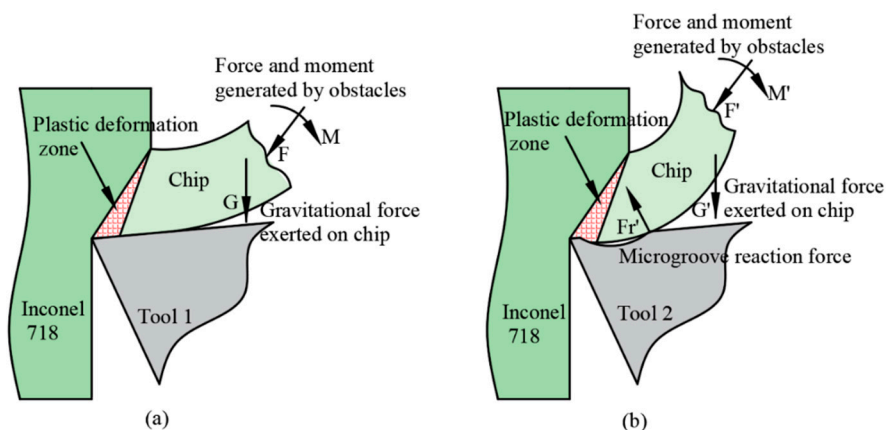 Force and moment
generated by obstacles
Plastic deformation
zone
F
M
Chip
G
Gravitational force
exerted on chip
Inconel
718
Tool 1
(a)
Force and moment
generated by obstacles
Plastic deformation
zone
F'
M'
Chip
Gravitational force
G'
exerted on chip
Fr'
Microgroove reaction force
Inconel
718
Tool 2
(b)